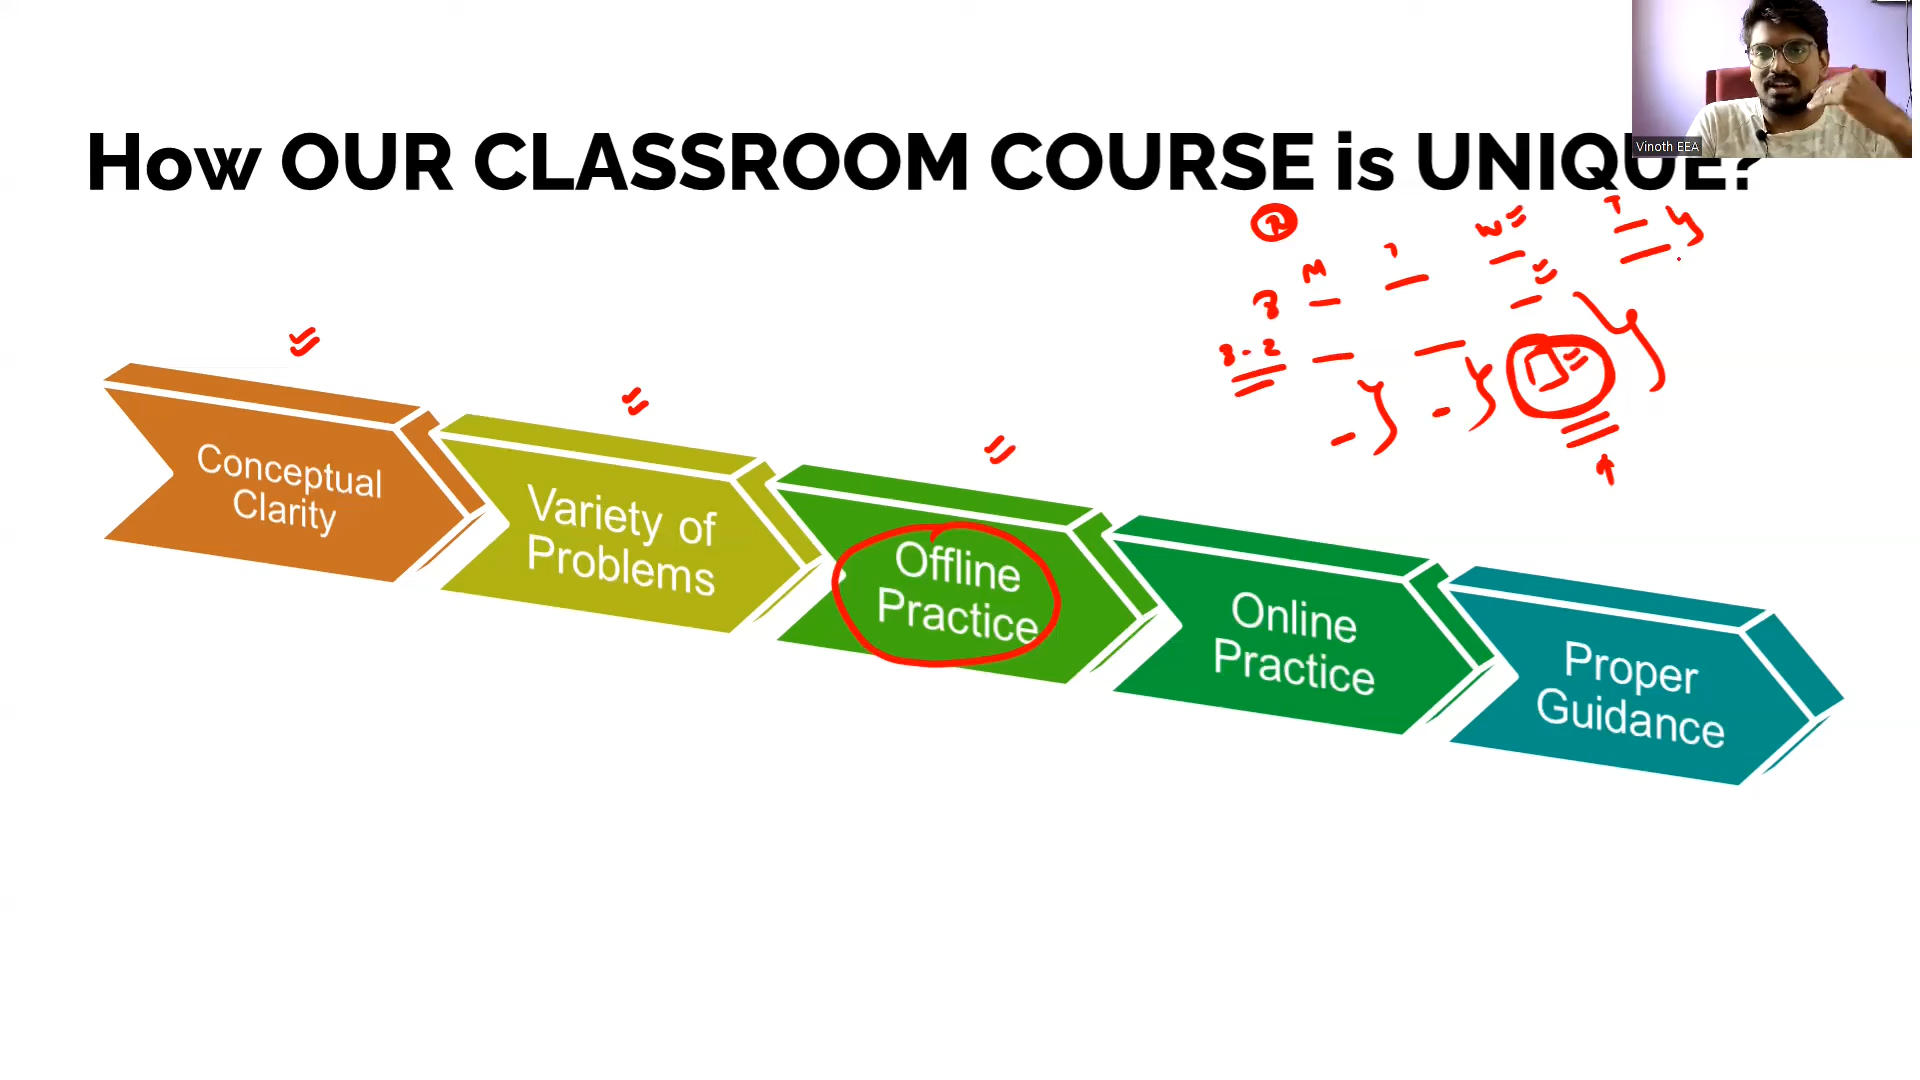 How OUR CLASSROOM COURSE is UNIQUE?
Vinoth EEA
M
T
W
T
Conceptual
Clarity
Variety of
Problems
Offline
Practice
Online
Practice
Proper
Guidance